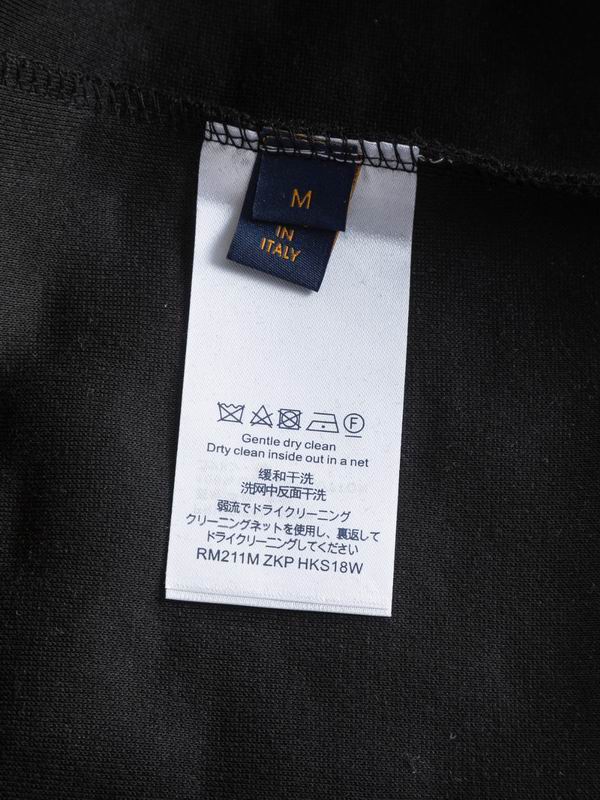 M
IN
ITALY
Gentle dry clean
Drty clean inside out in a net
缓和干洗
洗网中反面干洗
弱流でドライクリーニング
クリーニングネットを使用し、裏返して
ドライクリーニングしてください
RM211M ZKP HKS18W